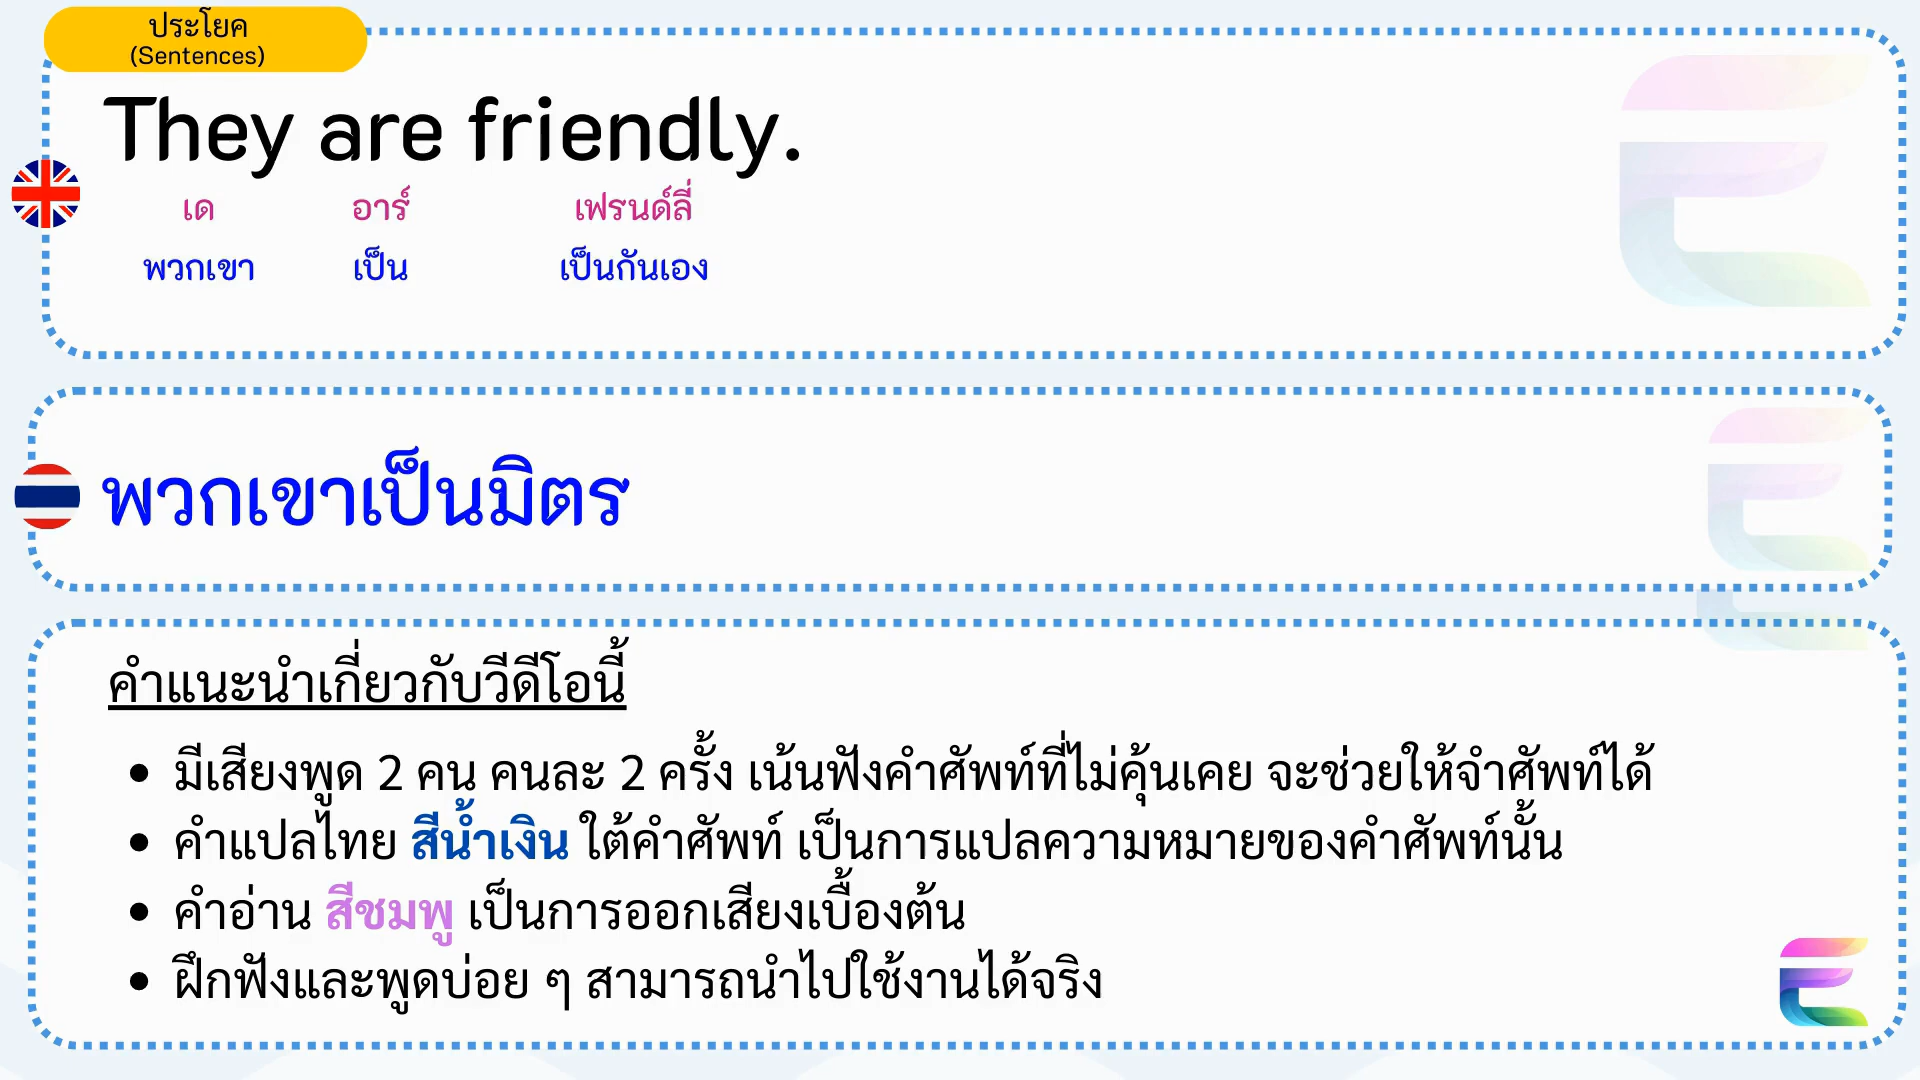 ประโยค
(Sentences)
They are friendly.
เด อาร์ เฟรนด์ลี่
พวกเขา เป็น เป็นกันเอง
พวกเขาเป็นมิตร
คำแนะนำเกี่ยวกับวีดีโอนี้
• มีเสียงพูด 2 คน คนละ 2 ครั้ง เน้นฟังคำศัพท์ที่ไม่คุ้นเคย จะช่วยให้จำศัพท์ได้
• คำแปลไทย สีน้ำเงิน ใต้คำศัพท์ เป็นการแปลความหมายของคำศัพท์นั้น
• คำอ่าน สีชมพู เป็นการออกเสียงเบื้องต้น
• ฝึกฟังและพูดบ่อย ๆ สามารถนำไปใช้งานได้จริง